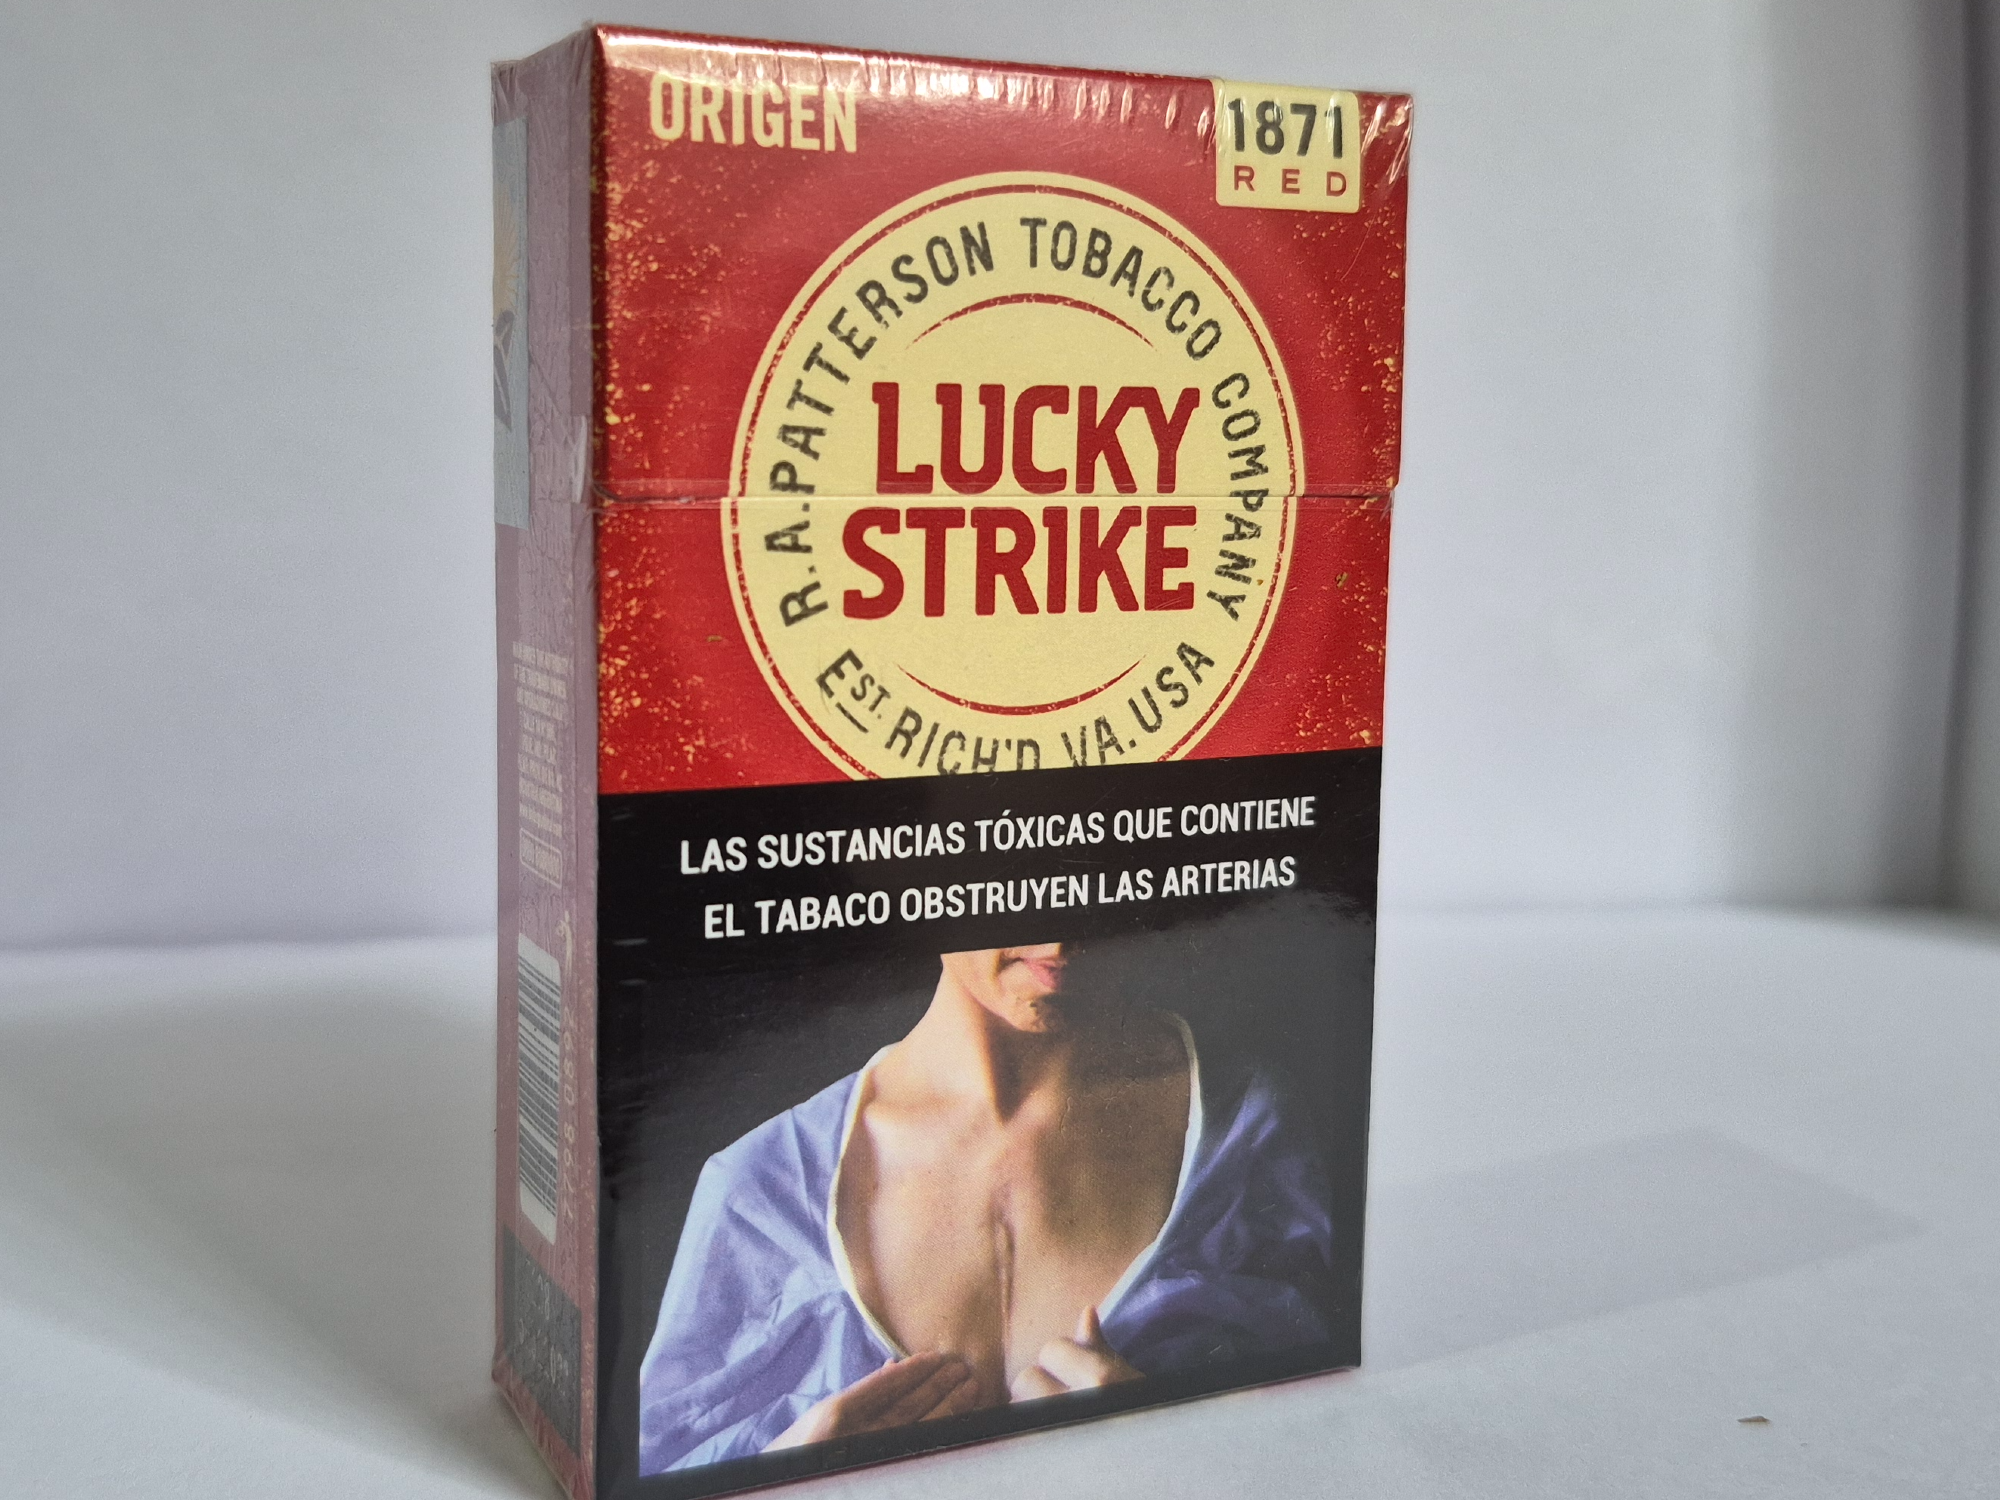 ORIGEN
1871
RED
R.A.PATTERSON TOBACCO COMPANY
LUCKY
STRIKE
EST. RICH'D VA. USA
LAS SUSTANCIAS TÓXICAS QUE CONTIENE
EL TABACO OBSTRUYEN LAS ARTERIAS